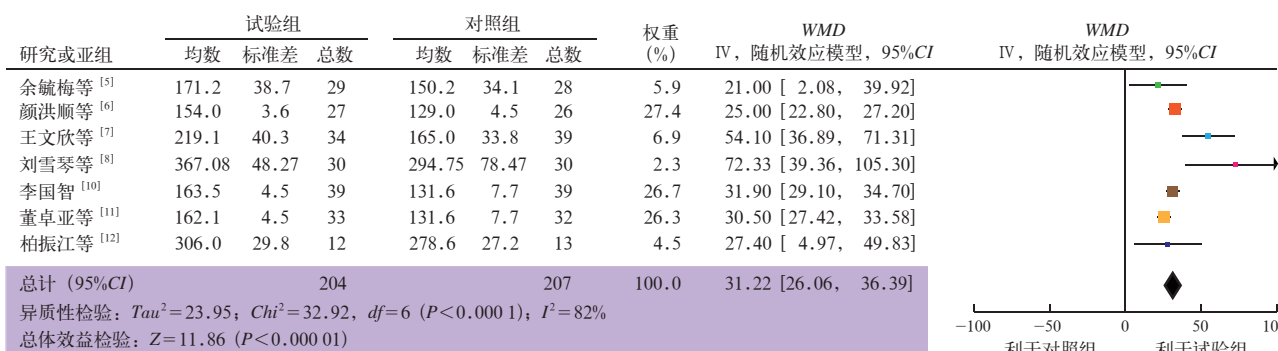 试验组 对照组 权重 WMD WMD
研究或亚组 均数 标准差 总数 均数 标准差 总数 (%) Ⅳ，随机效应模型，95%CI Ⅳ，随机效应模型，95%CI
余毓梅等 [5] 171.2 38.7 29 150.2 34.1 28 5.9 21.00 [ 2.08, 39.92]
颜洪顺等 [6] 154.0 3.6 27 129.0 4.5 26 27.4 25.00 [22.80, 27.20]
王文欣等 [7] 219.1 40.3 34 165.0 33.8 39 6.9 54.10 [36.89, 71.31]
刘雪琴等 [8] 367.08 48.27 30 294.75 78.47 30 2.3 72.33 [39.36, 105.30]
李国智 [10] 163.5 4.5 39 131.6 7.7 39 26.7 31.90 [29.10, 34.70]
董卓亚等 [11] 162.1 4.5 33 131.6 7.7 32 26.3 30.50 [27.42, 33.58]
柏振江等 [12] 306.0 29.8 12 278.6 27.2 13 4.5 27.40 [ 4.97, 49.83]
总计（95%CI） 204 207 100.0 31.22 [26.06, 36.39]
异质性检验：Tau²=23.95；Chi²=32.92，df=6（P＜0.000 1）；I²=82%
总体效益检验：Z=11.86（P＜0.000 01）
−100 −50 0 50 10
利于对照组 利于试验组